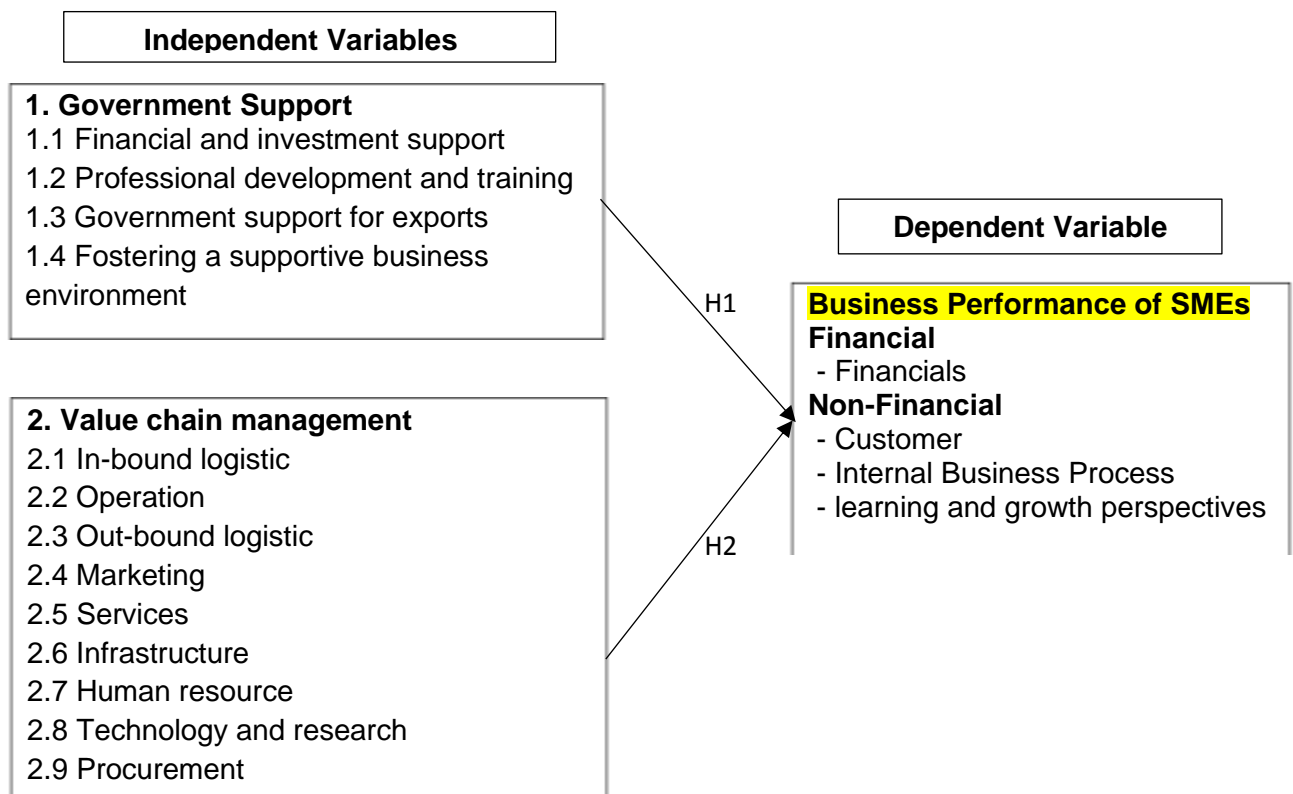 Independent Variables
1. Government Support
1.1 Financial and investment support
1.2 Professional development and training
1.3 Government support for exports
1.4 Fostering a supportive business
environment
2. Value chain management
2.1 In-bound logistic
2.2 Operation
2.3 Out-bound logistic
2.4 Marketing
2.5 Services
2.6 Infrastructure
2.7 Human resource
2.8 Technology and research
2.9 Procurement
H1
H2
Dependent Variable
Business Performance of SMEs
Financial
- Financials
Non-Financial
- Customer
- Internal Business Process
- learning and growth perspectives